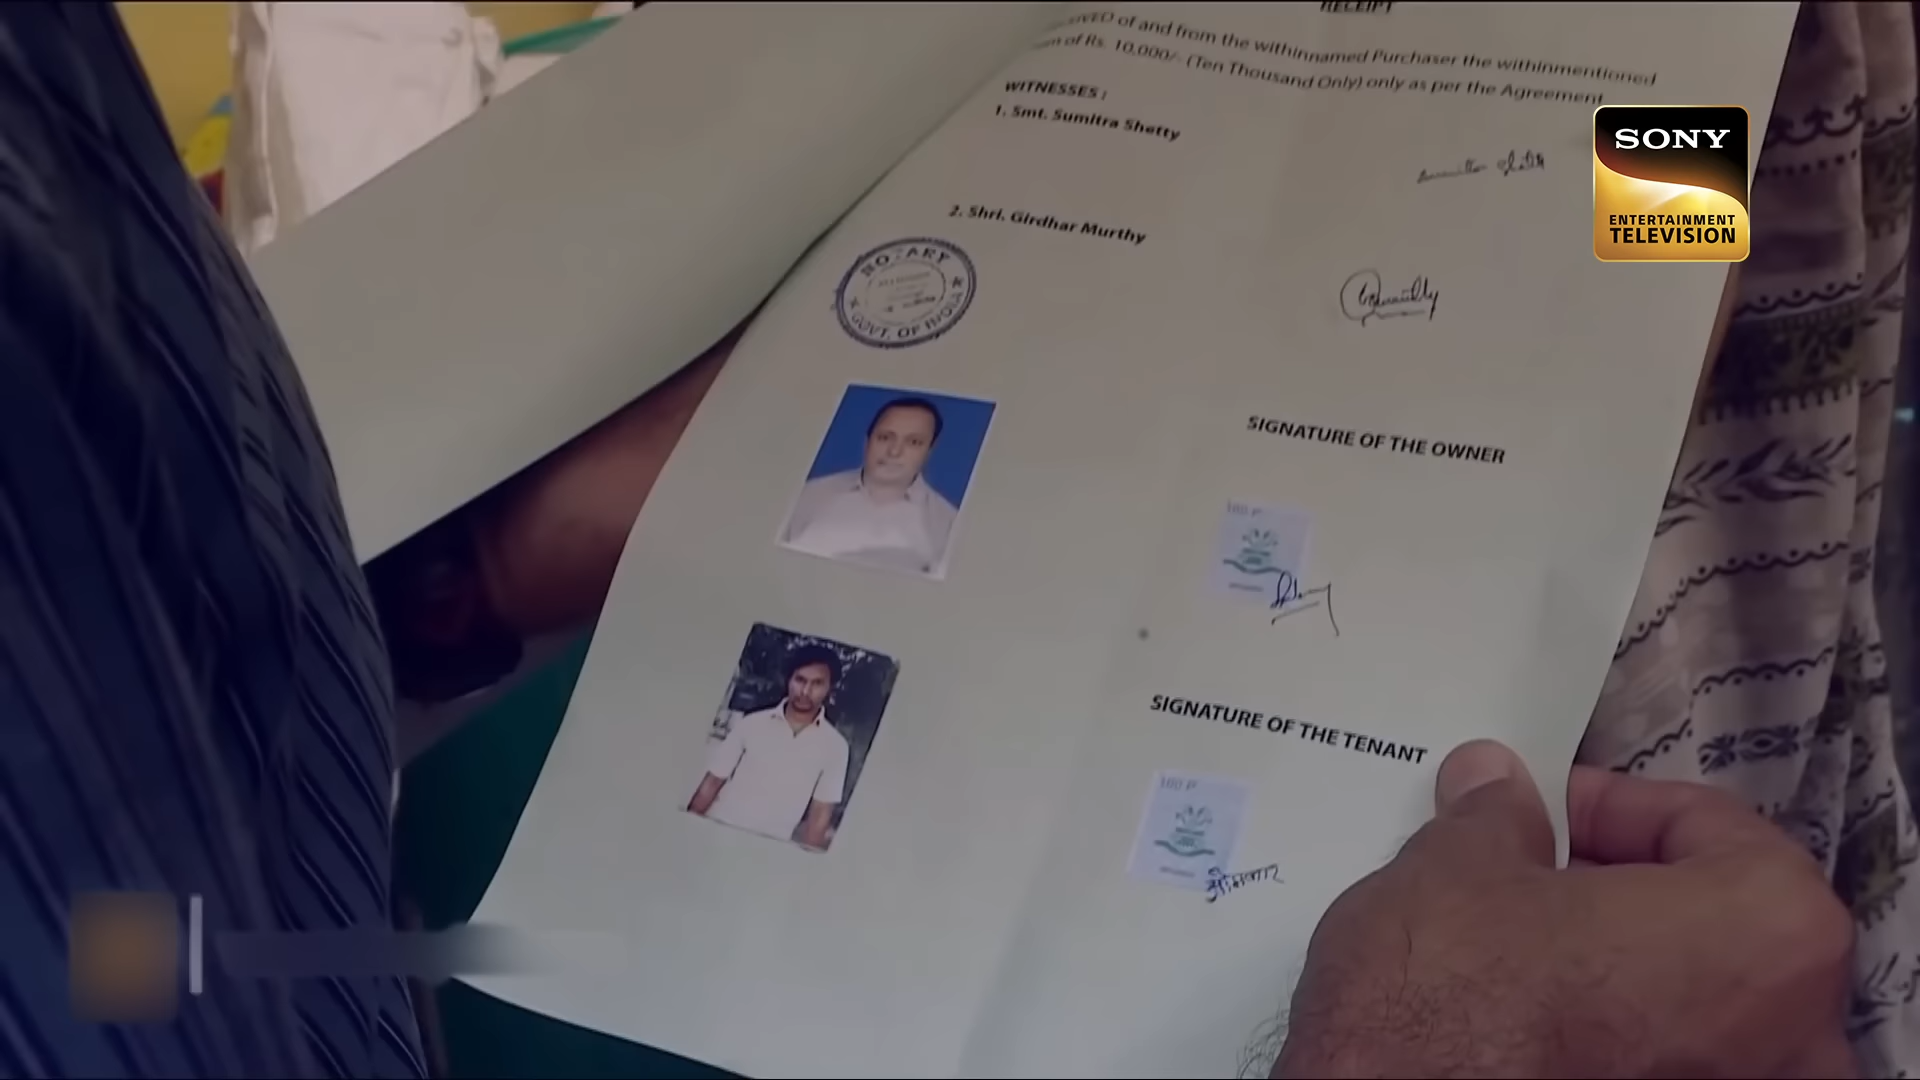 RECEIPT
of and from the withinnamed Purchaser the withinmentioned
of Rs. 10,000/- (Ten Thousand Only) only as per the Agreement
WITNESSES :
1. Smt. Sumitra Shetty
2. Shri. Girdhar Murthy
NOTARY
GOVT. OF INDIA
SIGNATURE OF THE OWNER
100 P
SIGNATURE OF THE TENANT
100 P
SONY
ENTERTAINMENT
TELEVISION